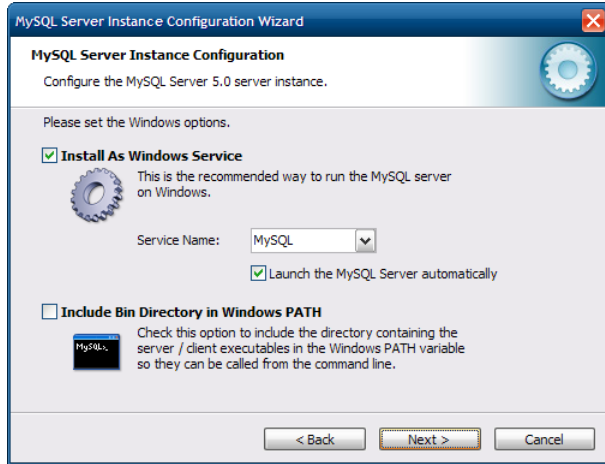 MySQL Server Instance Configuration Wizard
MySQL Server Instance Configuration
Configure the MySQL Server 5.0 server instance.
Please set the Windows options.
Install As Windows Service
This is the recommended way to run the MySQL server
on Windows.
Service Name: MySQL
Launch the MySQL Server automatically
Include Bin Directory in Windows PATH
Check this option to include the directory containing the
server / client executables in the Windows PATH variable
so they can be called from the command line.
MySQL>_
< Back Next > Cancel